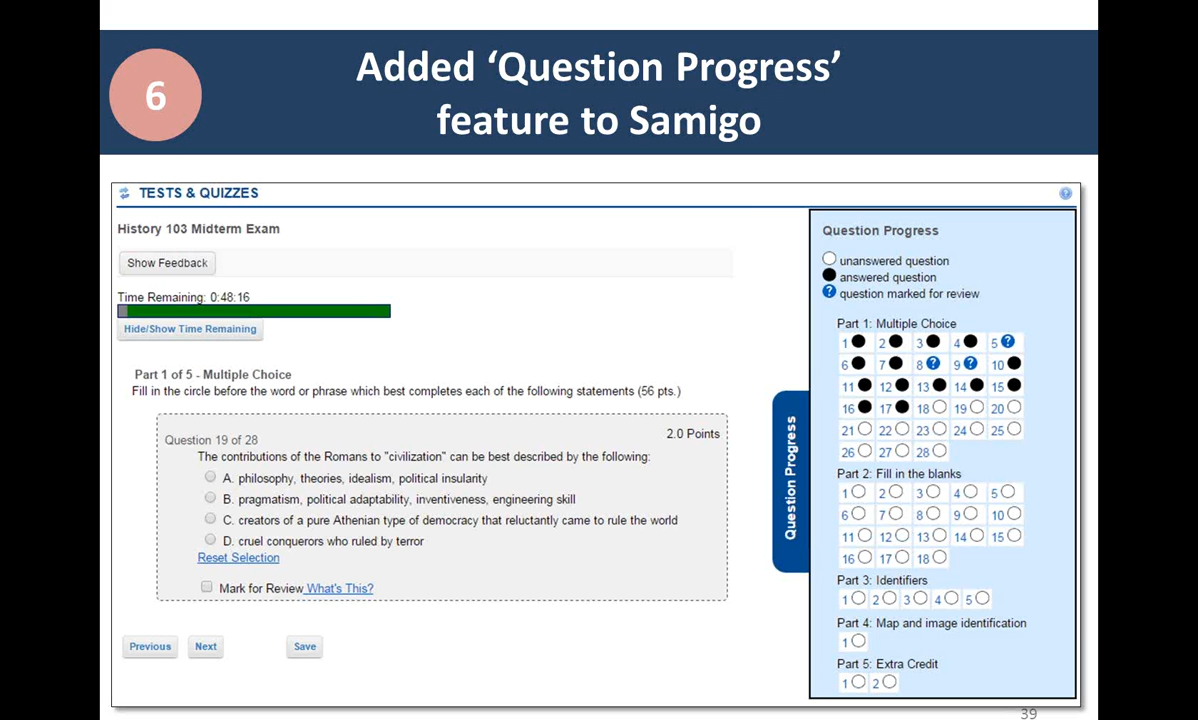 6
Added ‘Question Progress’
feature to Samigo
TESTS & QUIZZES
?
History 103 Midterm Exam
Show Feedback
Time Remaining: 0:48:16
Hide/Show Time Remaining
Part 1 of 5 - Multiple Choice
Fill in the circle before the word or phrase which best completes each of the following statements (56 pts.)
Question 19 of 28
2.0 Points
The contributions of the Romans to "civilization" can be best described by the following:
A. philosophy, theories, idealism, political insularity
B. pragmatism, political adaptability, inventiveness, engineering skill
C. creators of a pure Athenian type of democracy that reluctantly came to rule the world
D. cruel conquerors who ruled by terror
Reset Selection
Mark for Review What's This?
Previous Next Save
Question Progress
Question Progress
unanswered question
answered question
? question marked for review
Part 1: Multiple Choice
1 2 3 4 5 ?
6 7 8 ? 9 ? 10
11 12 13 14 15
16 17 18 19 20
21 22 23 24 25
26 27 28
Part 2: Fill in the blanks
1 2 3 4 5
6 7 8 9 10
11 12 13 14 15
16 17 18
Part 3: Identifiers
1 2 3 4 5
Part 4: Map and image identification
1
Part 5: Extra Credit
1 2
39